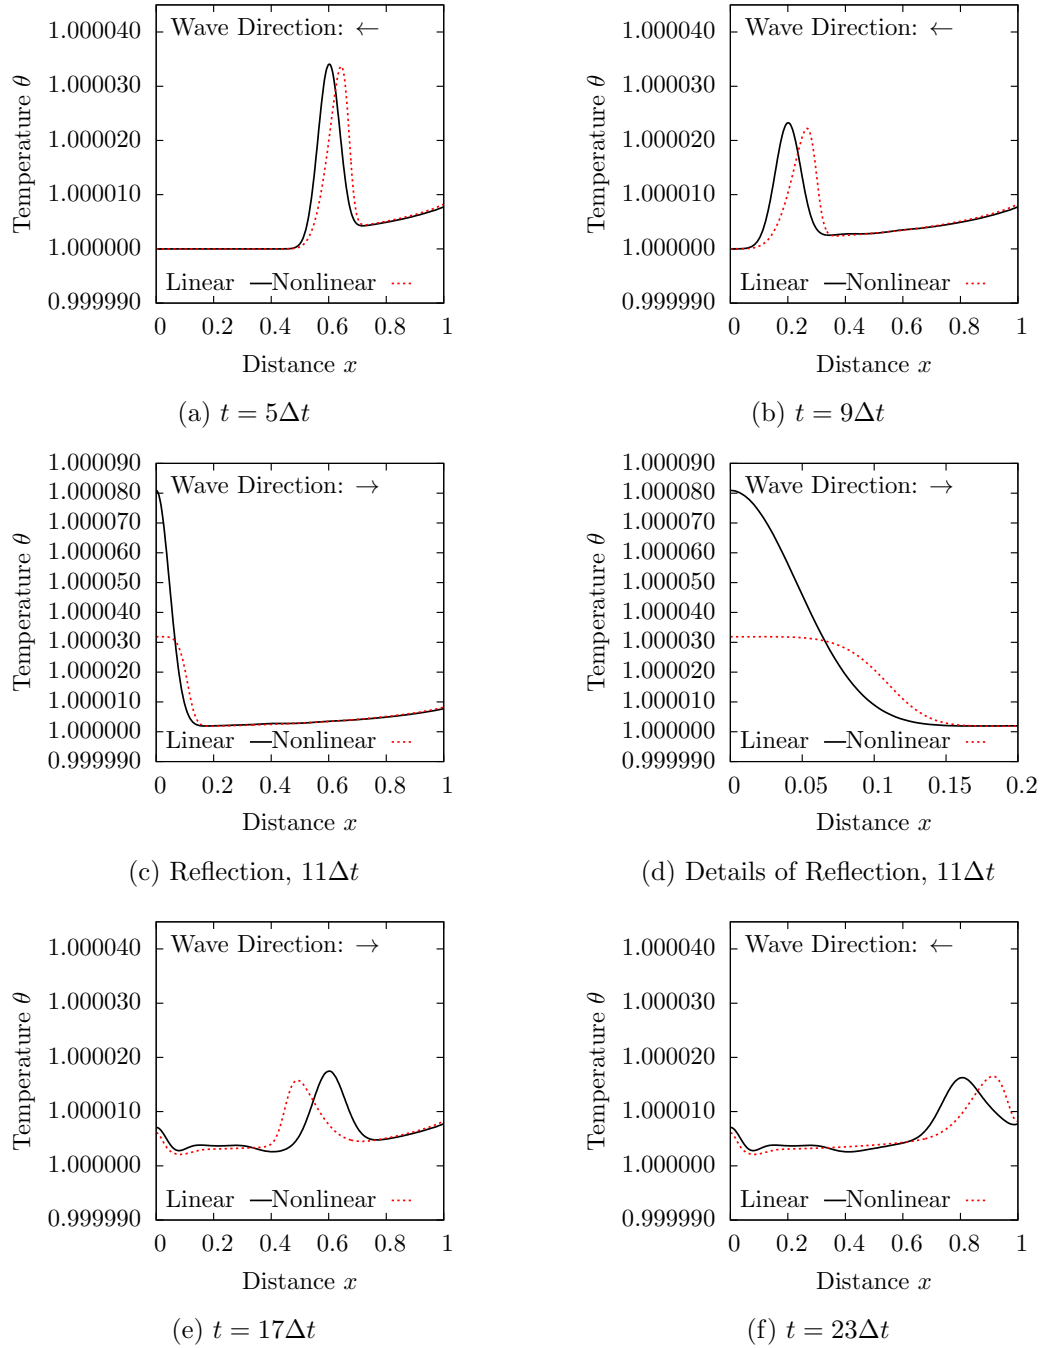 Wave Direction: ←
1.000040
1.000030
1.000020
1.000010
1.000000
0.999990
Temperature θ
Linear
Nonlinear
0 0.2 0.4 0.6 0.8 1
Distance x
(a) t = 5Δt
Wave Direction: ←
1.000040
1.000030
1.000020
1.000010
1.000000
0.999990
Temperature θ
Linear
Nonlinear
0 0.2 0.4 0.6 0.8 1
Distance x
(b) t = 9Δt
Wave Direction: →
1.000090
1.000080
1.000070
1.000060
1.000050
1.000040
1.000030
1.000020
1.000010
1.000000
0.999990
Temperature θ
Linear
Nonlinear
0 0.2 0.4 0.6 0.8 1
Distance x
(c) Reflection, 11Δt
Wave Direction: →
1.000090
1.000080
1.000070
1.000060
1.000050
1.000040
1.000030
1.000020
1.000010
1.000000
0.999990
Temperature θ
Linear
Nonlinear
0 0.05 0.1 0.15 0.2
Distance x
(d) Details of Reflection, 11Δt
Wave Direction: →
1.000040
1.000030
1.000020
1.000010
1.000000
0.999990
Temperature θ
Linear
Nonlinear
0 0.2 0.4 0.6 0.8 1
Distance x
(e) t = 17Δt
Wave Direction: ←
1.000040
1.000030
1.000020
1.000010
1.000000
0.999990
Temperature θ
Linear
Nonlinear
0 0.2 0.4 0.6 0.8 1
Distance x
(f) t = 23Δt